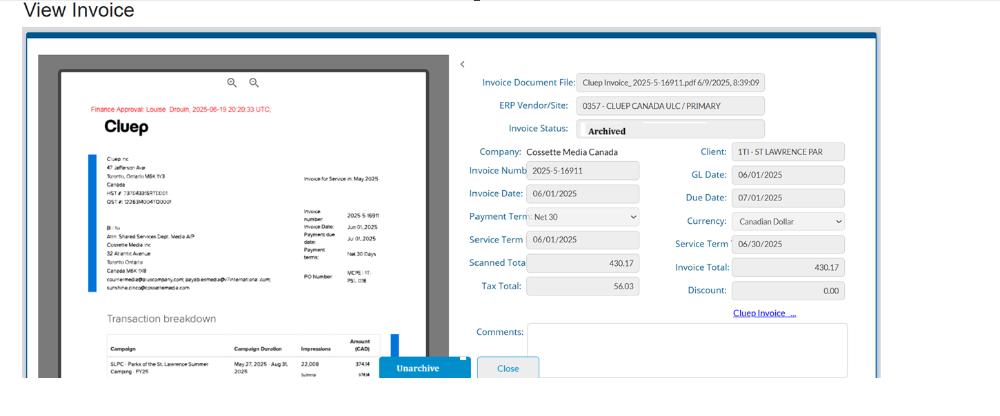 View Invoice
Finance Approval: Louise Drouin, 2025-06-19 20:20:33 UTC;
Cluep
Cluep Inc
47 Jefferson Ave
Toronto, Ontario M6K 1Y3
Canada
HST #: 737043315RT0001
QST #: 1226314004TQ0001
Invoice for Service in: May 2025
Invoice number: 2025-5-16911
Invoice Date: Jun 01, 2025
Payment due date: Jul 01, 2025
Payment terms: Net 30 Days
PO Number: MCPE-1TI-PSL-018
Bill to
Attn: Shared Services Dept. Media A/P
Cossette Media Inc
32 Atlantic Avenue
Toronto Ontario
Canada M6K 1X8
courriermedia@pluscompany.com; payablesmedia@v7international.com;
sunshine.cinco@cossettemedia.com
Transaction breakdown
Campaign Campaign Duration Impressions Amount (CAD)
SLPC - Parks of the St. Lawrence Summer Camping - FY25 May 27, 2025 - Aug 31, 2025 22,008 374.14
Subtotal 374.14
Invoice Document File: Cluep Invoice_ 2025-5-16911.pdf 6/9/2025, 8:39:09
ERP Vendor/Site: 0357 - CLUEP CANADA ULC / PRIMARY
Invoice Status: Archived
Company: Cossette Media Canada
Client: 1TI - ST LAWRENCE PAR
Invoice Numb 2025-5-16911
GL Date: 06/01/2025
Invoice Date: 06/01/2025
Due Date: 07/01/2025
Payment Term: Net 30
Currency: Canadian Dollar
Service Term 06/01/2025
Service Term 06/30/2025
Scanned Tota 430.17
Invoice Total: 430.17
Tax Total: 56.03
Discount: 0.00
Cluep Invoice_ ...
Comments:
Unarchive
Close